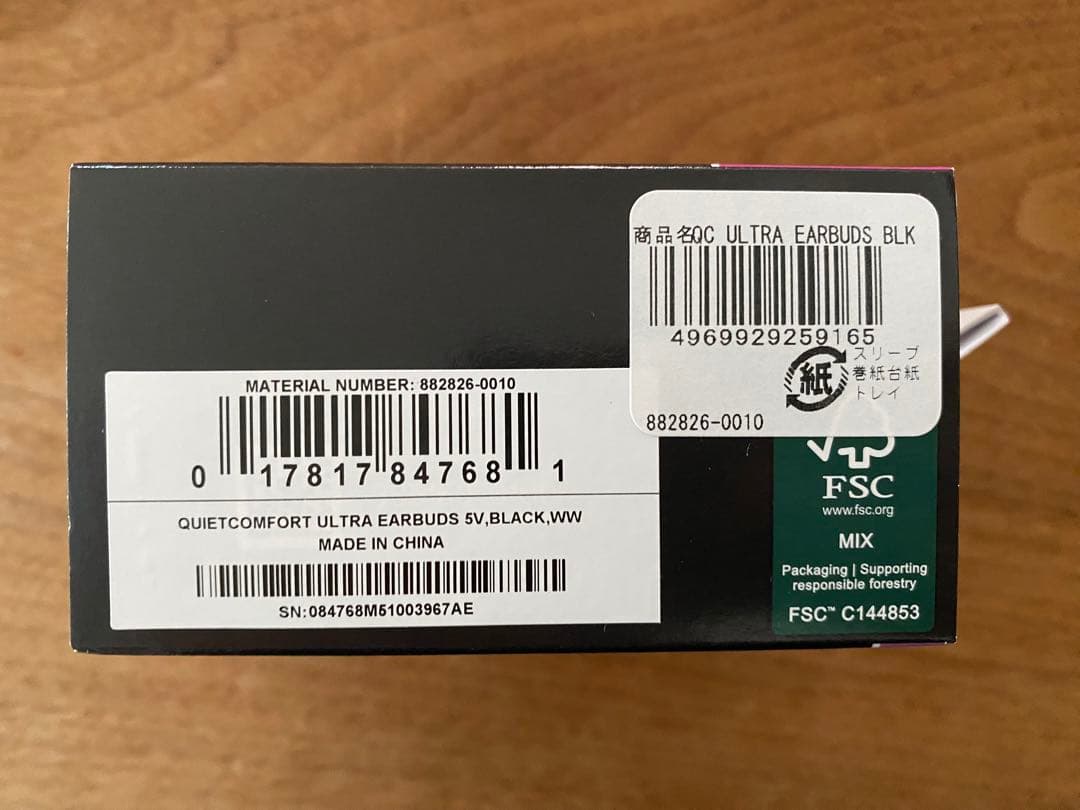 商品名QC ULTRA EARBUDS BLK
4969929259165
紙
スリーブ
巻紙台紙
トレイ
882826-0010
MATERIAL NUMBER: 882826-0010
0 17817 84768 1
QUIETCOMFORT ULTRA EARBUDS 5V,BLACK,WW
MADE IN CHINA
SN:084768M51003967AE
FSC
www.fsc.org
MIX
Packaging | Supporting
responsible forestry
FSC™ C144853